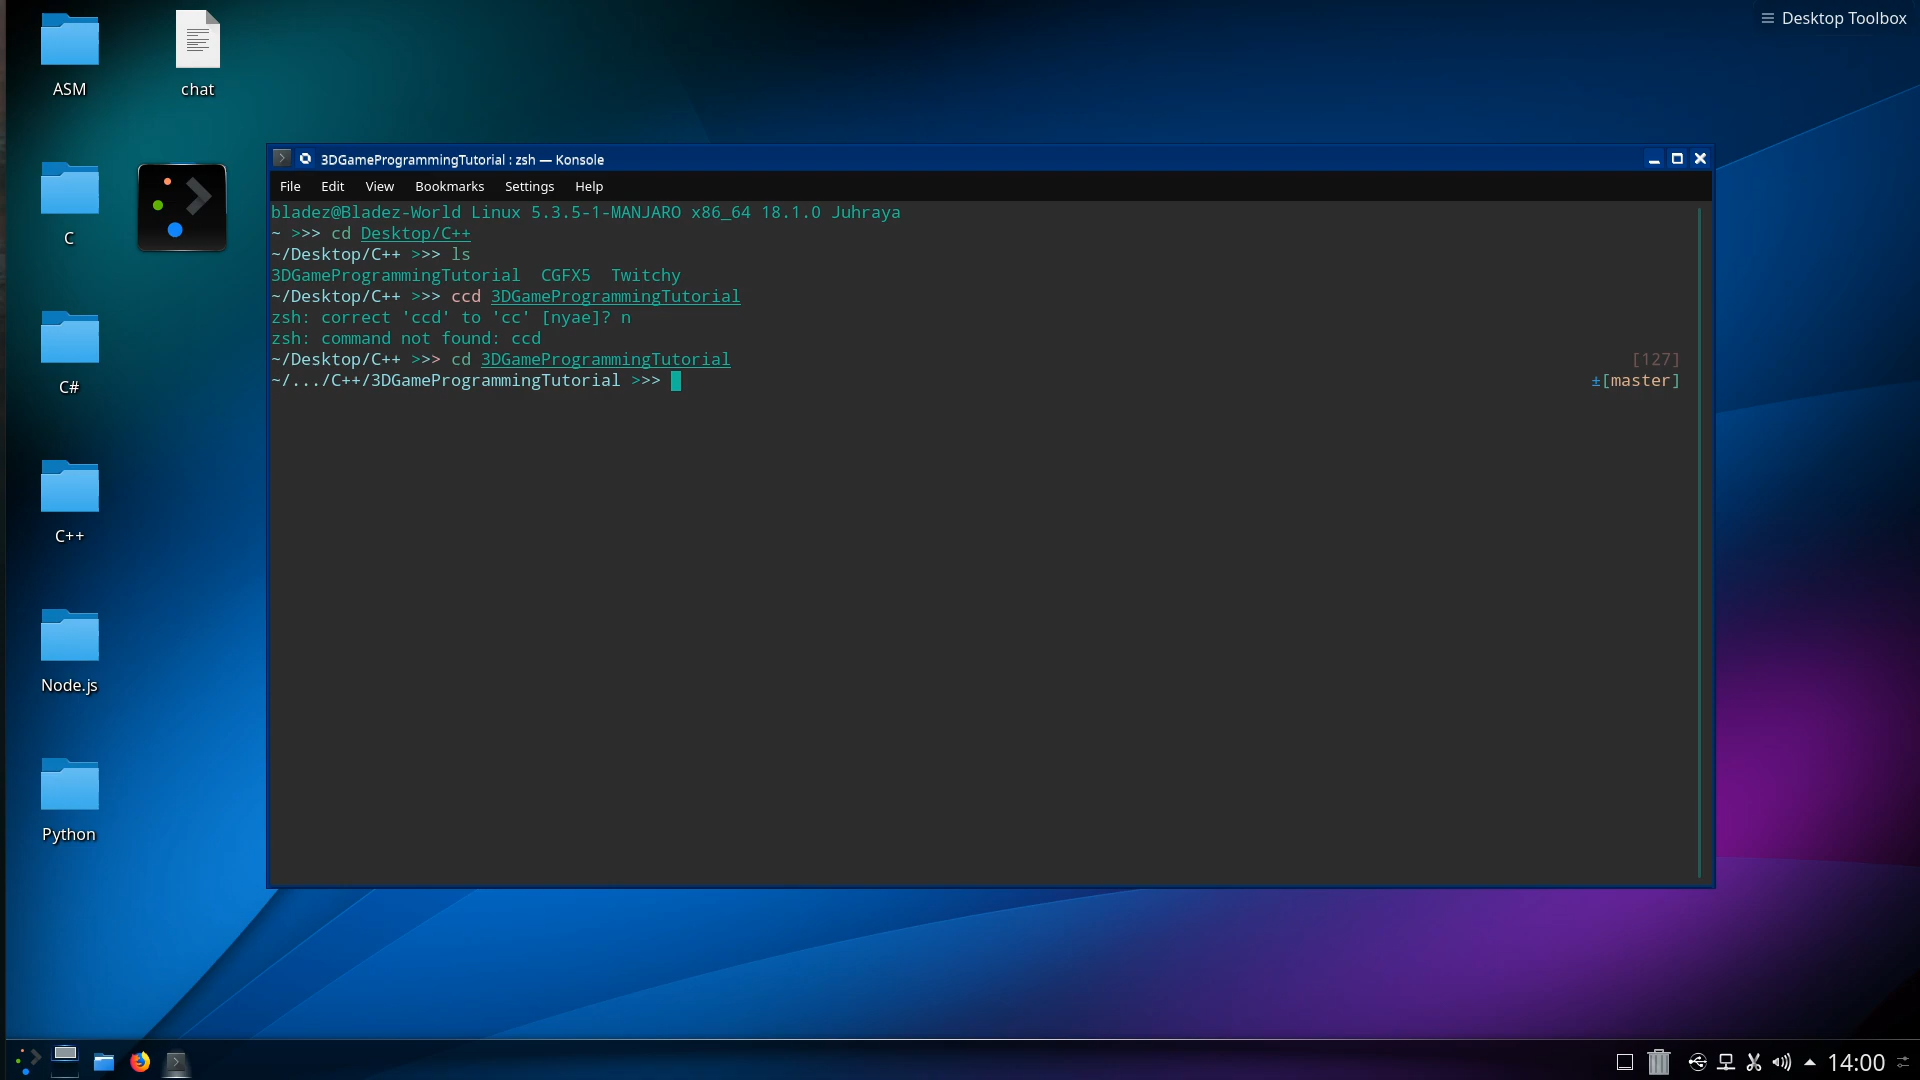 Desktop Toolbox
ASM
chat
C
C#
C++
Node.js
Python
3DGameProgrammingTutorial : zsh — Konsole
File Edit View Bookmarks Settings Help
bladez@Bladez-World Linux 5.3.5-1-MANJARO x86_64 18.1.0 Juhraya
~ >>> cd Desktop/C++
~/Desktop/C++ >>> ls
3DGameProgrammingTutorial  CGFX5  Twitchy
~/Desktop/C++ >>> ccd 3DGameProgrammingTutorial
zsh: correct 'ccd' to 'cc' [nyae]? n
zsh: command not found: ccd
~/Desktop/C++ >>> cd 3DGameProgrammingTutorial [127]
~/.../C++/3DGameProgrammingTutorial >>> ±[master]
14:00